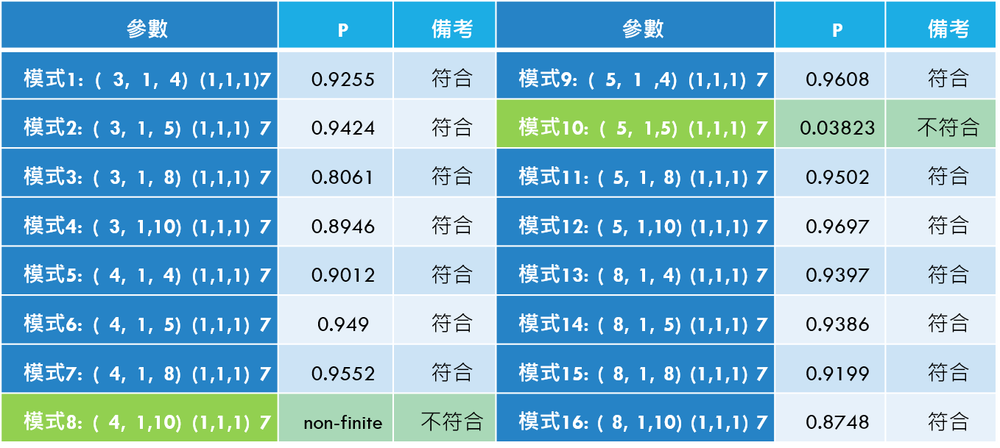 參數 P 備考 參數 P 備考
模式1: ( 3, 1, 4) (1,1,1)7 0.9255 符合 模式9: ( 5, 1 ,4) (1,1,1) 7 0.9608 符合
模式2: ( 3, 1, 5) (1,1,1) 7 0.9424 符合 模式10: ( 5, 1,5) (1,1,1) 7 0.03823 不符合
模式3: ( 3, 1, 8) (1,1,1) 7 0.8061 符合 模式11: ( 5, 1, 8) (1,1,1) 7 0.9502 符合
模式4: ( 3, 1,10) (1,1,1) 7 0.8946 符合 模式12: ( 5, 1,10) (1,1,1) 7 0.9697 符合
模式5: ( 4, 1, 4) (1,1,1) 7 0.9012 符合 模式13: ( 8, 1, 4) (1,1,1) 7 0.9397 符合
模式6: ( 4, 1, 5) (1,1,1) 7 0.949 符合 模式14: ( 8, 1, 5) (1,1,1) 7 0.9386 符合
模式7: ( 4, 1, 8) (1,1,1) 7 0.9552 符合 模式15: ( 8, 1, 8) (1,1,1) 7 0.9199 符合
模式8: ( 4, 1,10) (1,1,1) 7 non-finite 不符合 模式16: ( 8, 1,10) (1,1,1) 7 0.8748 符合